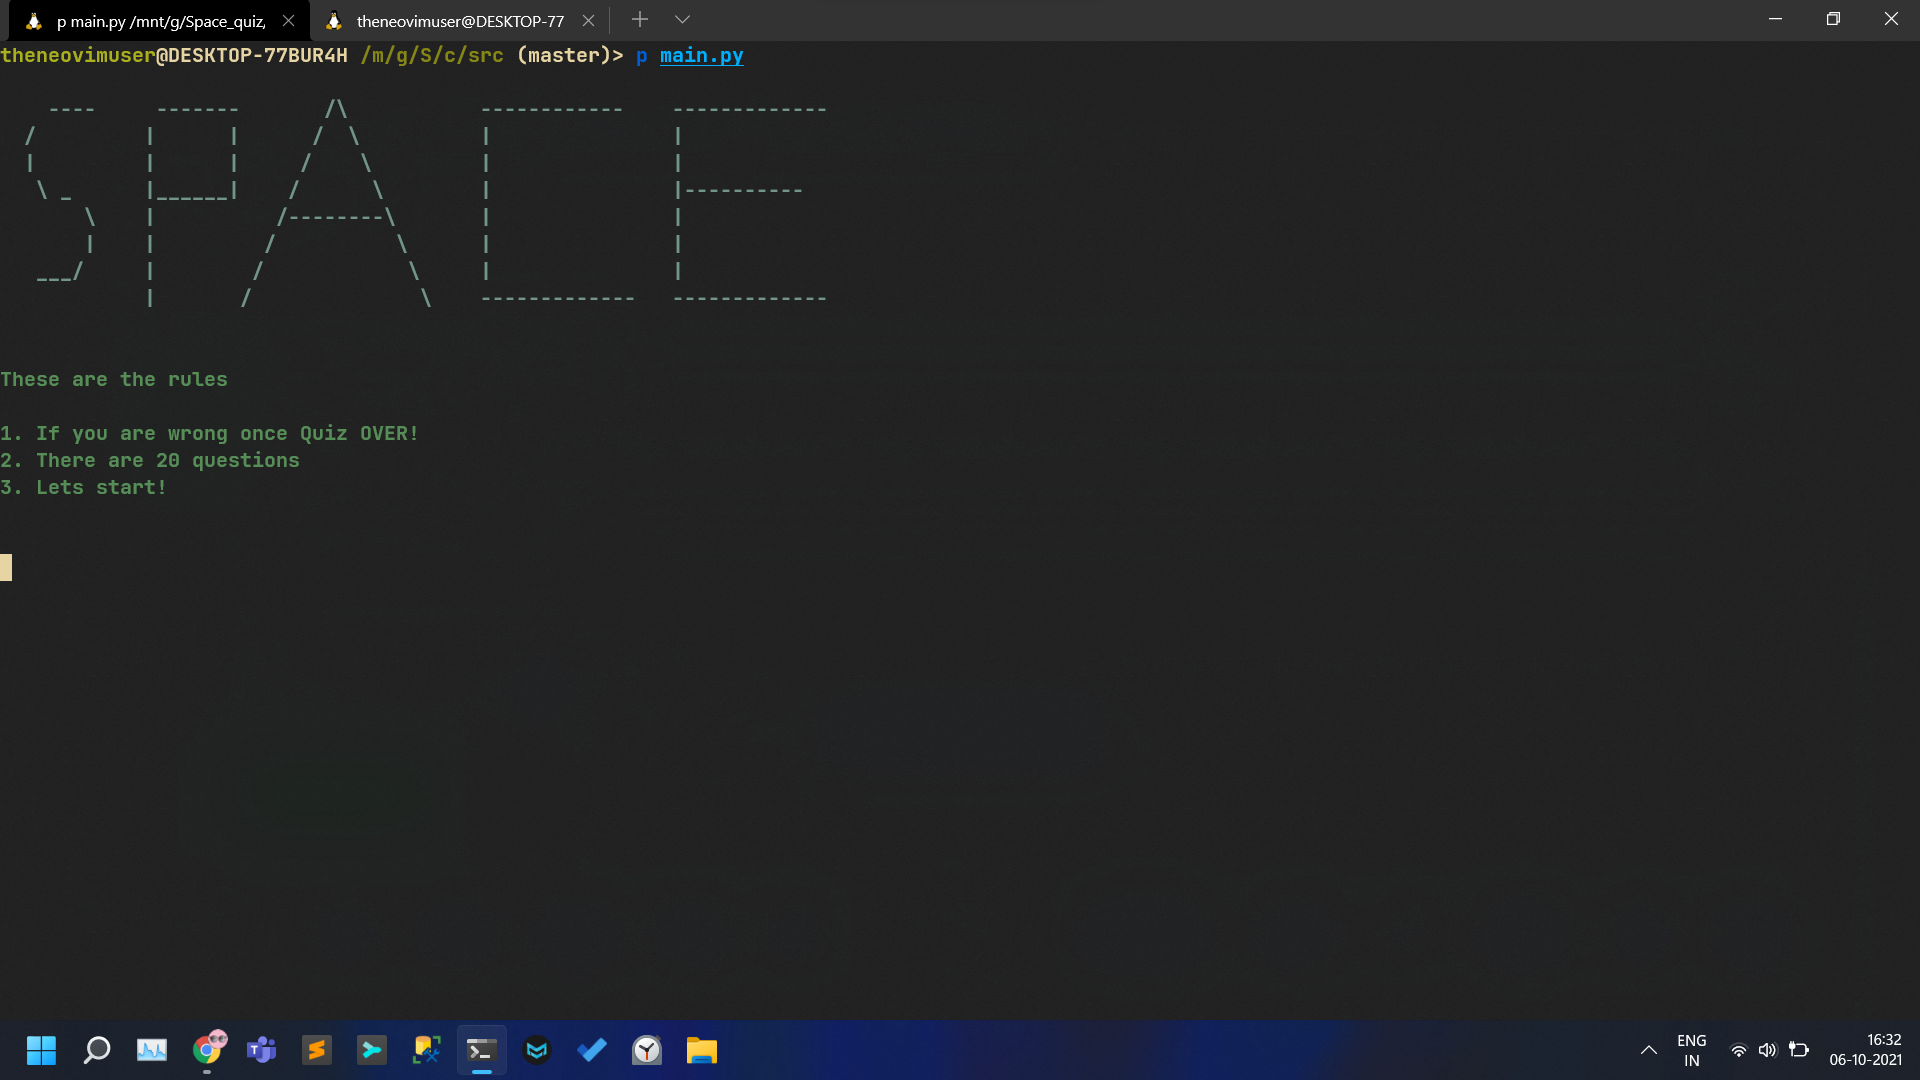 p main.py /mnt/g/Space_quiz,
theneovimuser@DESKTOP-77
theneovimuser@DESKTOP-77BUR4H /m/g/S/c/src (master)> p main.py
SPACE
These are the rules
1. If you are wrong once Quiz OVER!
2. There are 20 questions
3. Lets start!
ENG
IN
16:32
06-10-2021